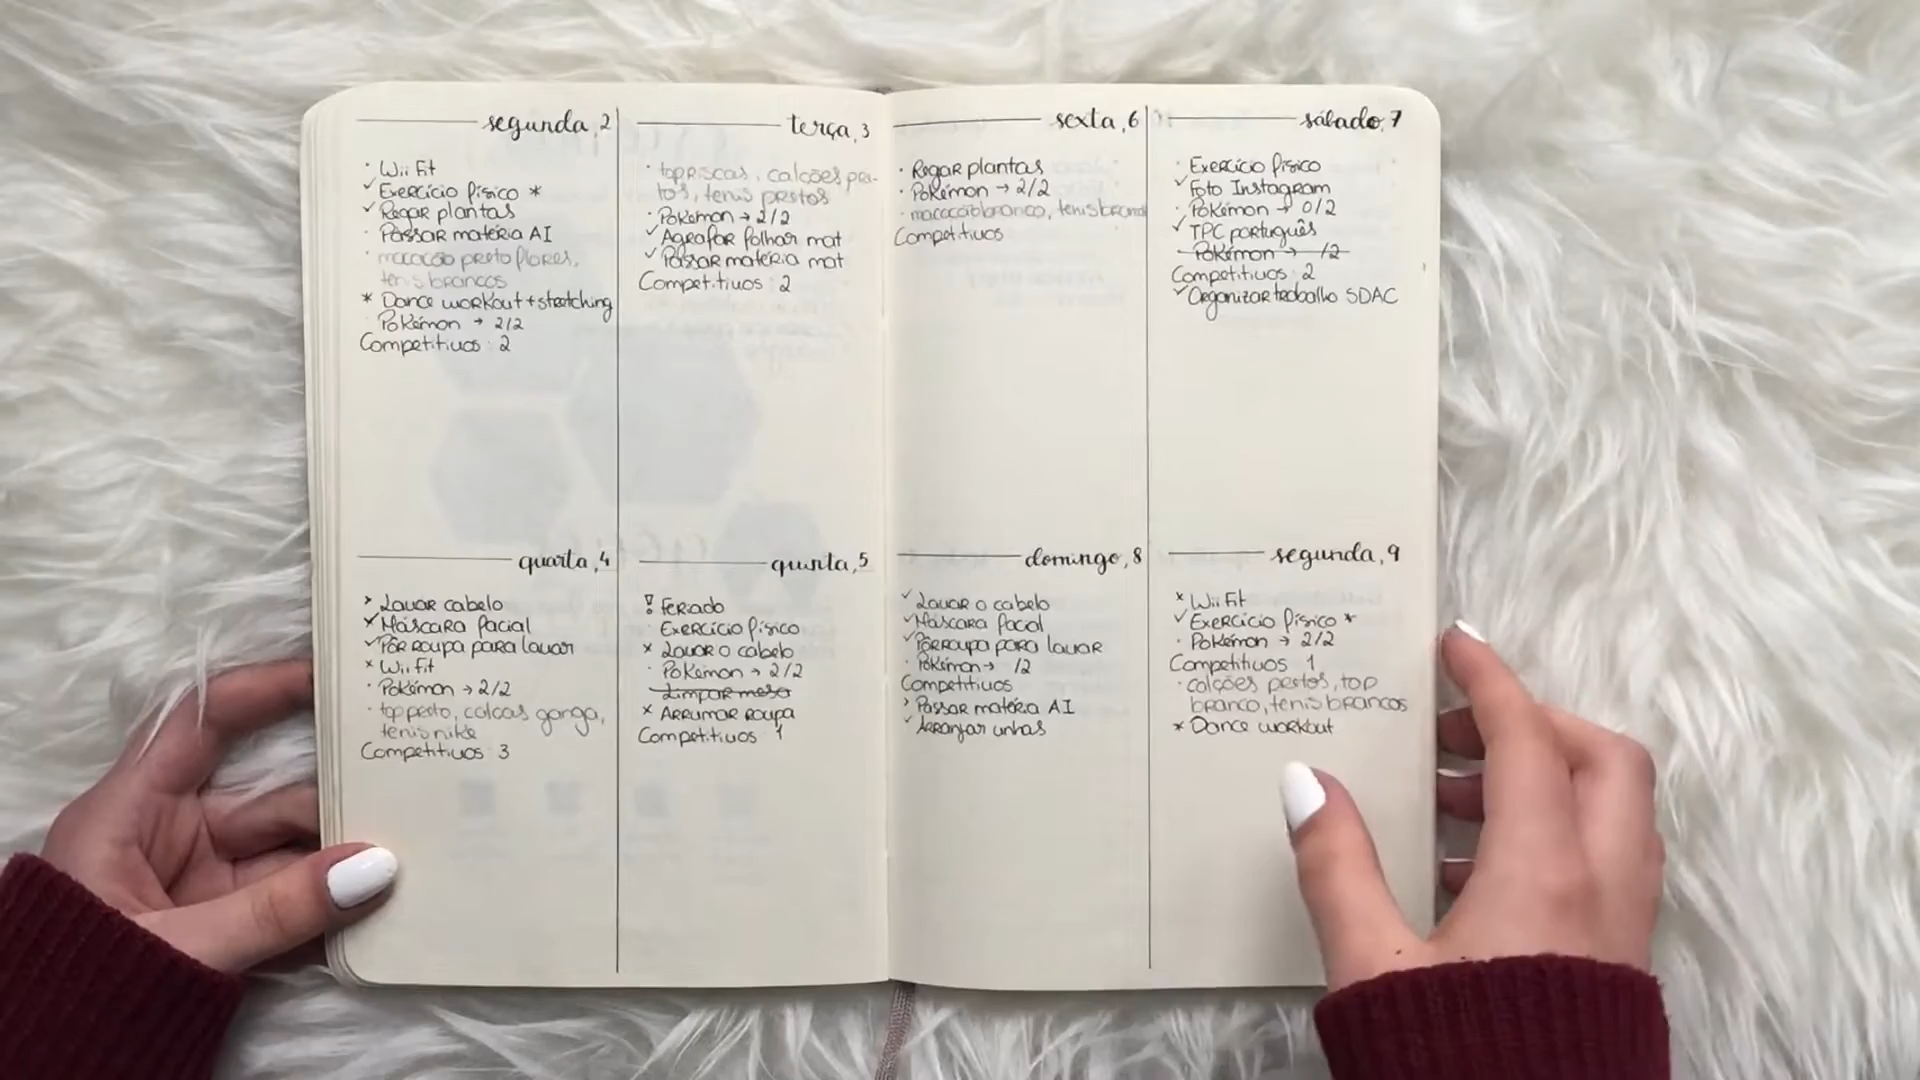 segunda, 2
· Wii Fit
✓ Exercício físico *
✓ Regar plantas
· Passar matéria AI
· macacão preto flores,
tenis brancos
* Dance workout + stretching
· Pokémon → 2/2
Competitivos : 2
terça, 3
· top riscas, calções pre-
tos, tenis pretos
· Pokémon → 2/2
✓ Agrafar folhar mat
✓ Passar matéria mat
Competitivos : 2
quarta, 4
> Lavar cabelo
✓ Máscara facial
✓ Pôr roupa para lavar
× Wii Fit
· Pokémon → 2/2
· top preto, calças ganga,
tenis nike
Competitivos : 3
quinta, 5
! Feriado
· Exercício físico
× Lavar o cabelo
· Pokémon → 2/2
Limpar mesa
× Arrumar roupa
Competitivos : 1
sexta, 6
· Regar plantas
· Pokémon → 2/2
· macacão branco, tenis brancos
Competitivos
sábado, 7
· Exercício físico
✓ Foto Instagram
· Pokémon → 0/2
✓ TPC português
Pokémon → /2
Competitivos : 2
✓ Organizar trabalho SDAC
domingo, 8
✓ Lavar o cabelo
✓ Máscara facial
✓ Pôr roupa para lavar
· Pokémon → /2
Competitivos
> Passar matéria AI
✓ Arranjar unhas
segunda, 9
× Wii Fit
✓ Exercício físico *
· Pokémon → 2/2
Competitivos 1
· calções pretos, top
branco, tenis brancos
* Dance workout